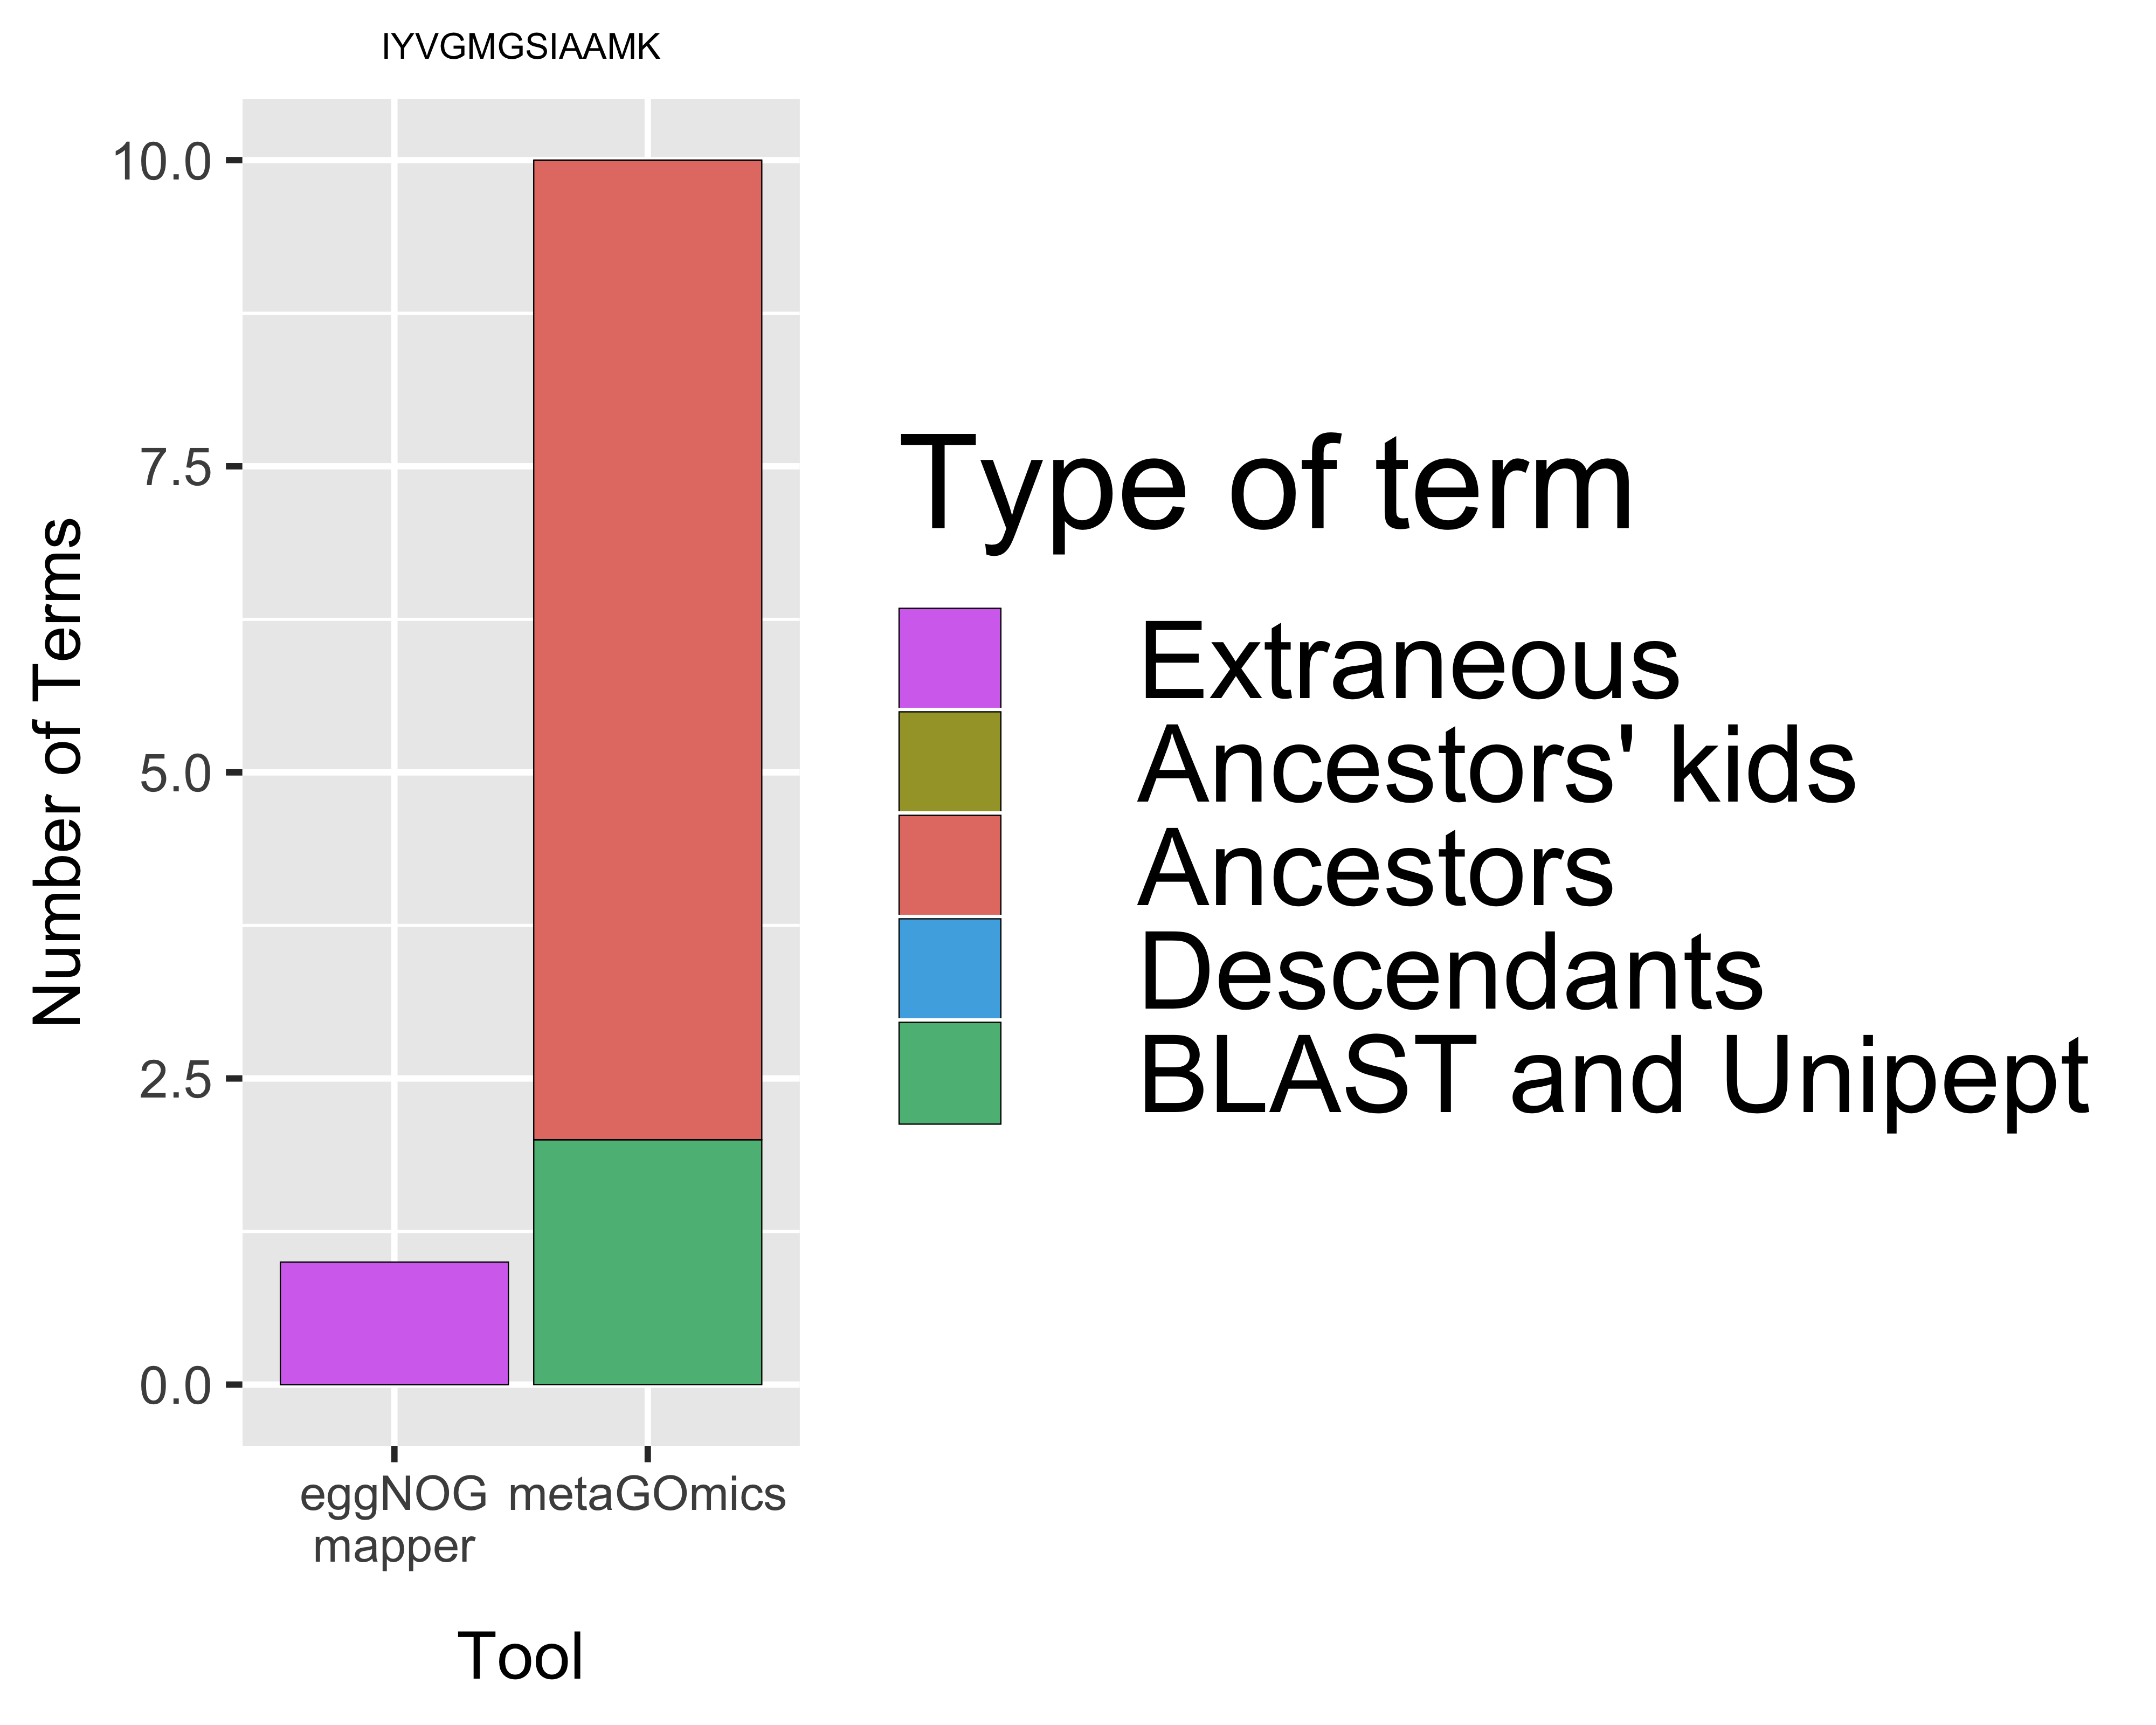 IYVGMGSIAAMK
10.0
7.5
5.0
2.5
0.0
Number of Terms
eggNOG metaGOmics
mapper
Tool
Type of term
Extraneous
Ancestors' kids
Ancestors
Descendants
BLAST and Unipept